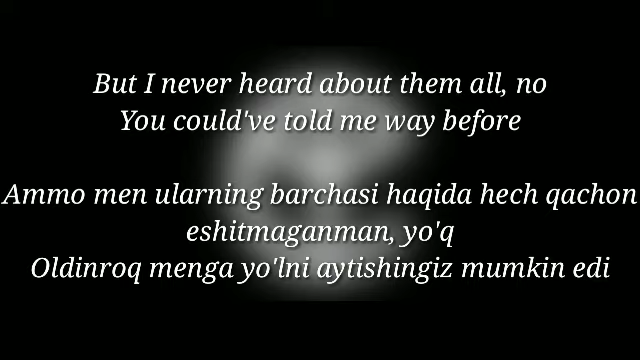 But I never heard about them all, no
You could've told me way before
Ammo men ularning barchasi haqida hech qachon
eshitmaganman, yo'q
Oldinroq menga yo'lni aytishingiz mumkin edi